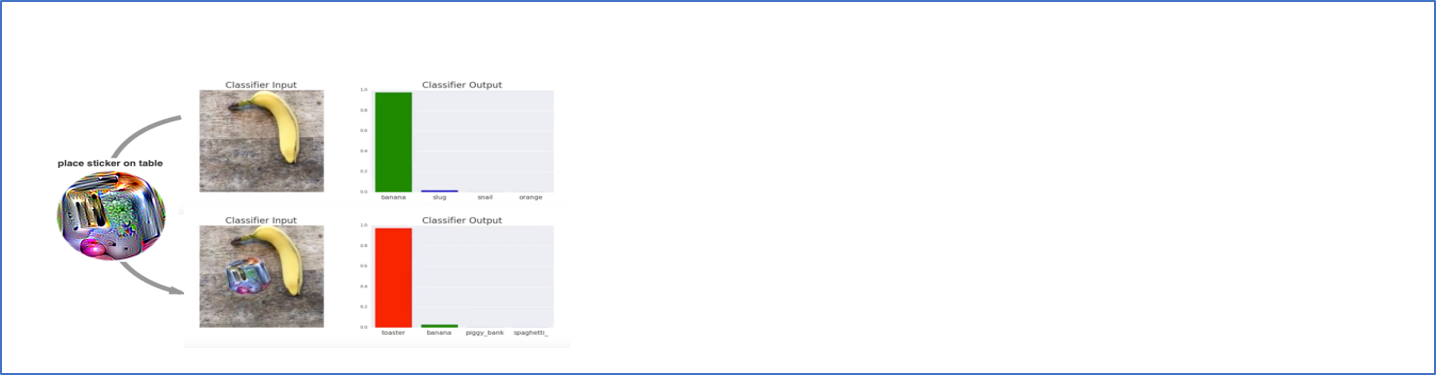 Classifier Input
Classifier Output
1.0
0.8
0.6
0.4
0.2
0.0
banana slug snail orange
place sticker on table
Classifier Input
Classifier Output
1.0
0.8
0.6
0.4
0.2
0.0
toaster banana piggy_bank spaghetti_